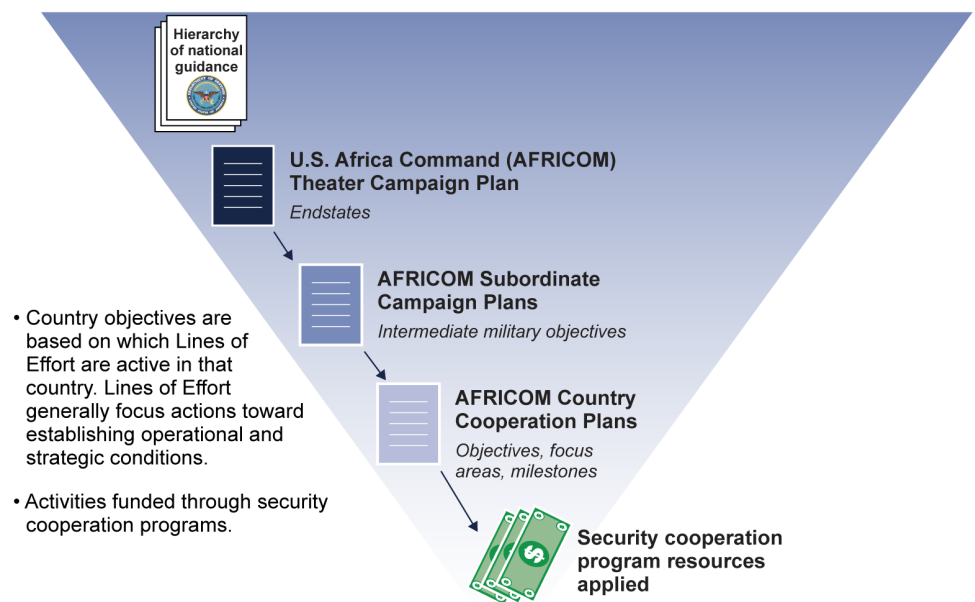 Hierarchy
of national
guidance
U.S. Africa Command (AFRICOM)
Theater Campaign Plan
Endstates
AFRICOM Subordinate
Campaign Plans
Intermediate military objectives
• Country objectives are
based on which Lines of
Effort are active in that
country. Lines of Effort
generally focus actions toward
establishing operational and
strategic conditions.
• Activities funded through security
cooperation programs.
AFRICOM Country
Cooperation Plans
Objectives, focus
areas, milestones
$
Security cooperation
program resources
applied